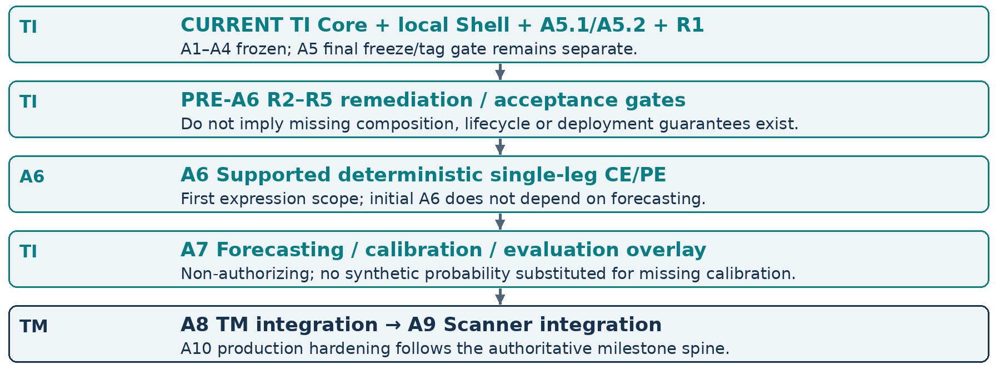 TI
CURRENT TI Core + local Shell + A5.1/A5.2 + R1
A1–A4 frozen; A5 final freeze/tag gate remains separate.
TI
PRE-A6 R2–R5 remediation / acceptance gates
Do not imply missing composition, lifecycle or deployment guarantees exist.
A6
A6 Supported deterministic single-leg CE/PE
First expression scope; initial A6 does not depend on forecasting.
TI
A7 Forecasting / calibration / evaluation overlay
Non-authorizing; no synthetic probability substituted for missing calibration.
TM
A8 TM integration → A9 Scanner integration
A10 production hardening follows the authoritative milestone spine.